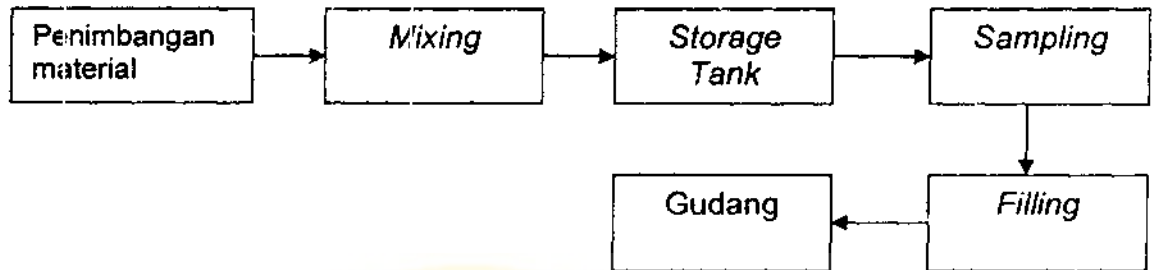 Penimbangan
material
Mixing
Storage
Tank
Sampling
Filling
Gudang